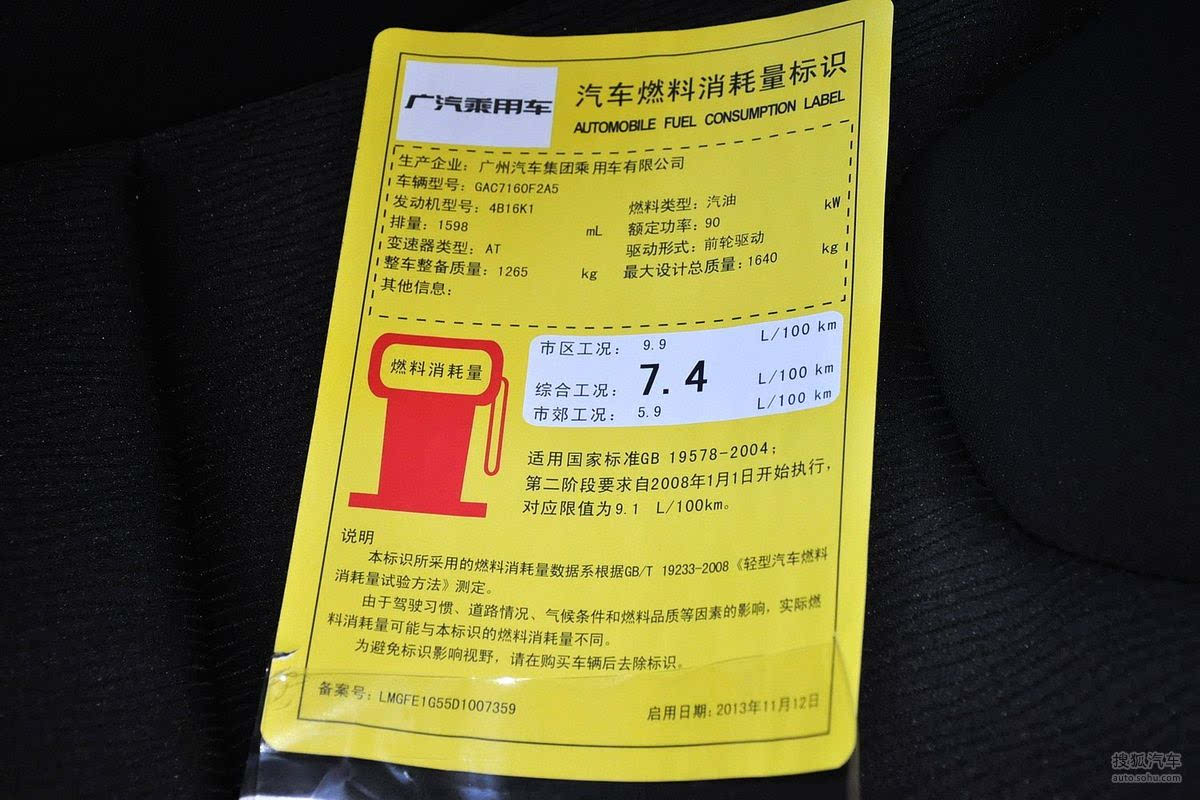 广汽乘用车
汽车燃料消耗量标识
AUTOMOBILE FUEL CONSUMPTION LABEL
生产企业：广州汽车集团乘用车有限公司
车辆型号：GAC7160F2A5
发动机型号：4B16K1 燃料类型：汽油
排量：1598 mL 额定功率：90 kW
变速器类型：AT 驱动形式：前轮驱动
整车整备质量：1265 kg 最大设计总质量：1640 kg
其他信息：
燃料消耗量
市区工况： 9.9 L/100 km
综合工况： 7.4 L/100 km
市郊工况： 5.9 L/100 km
适用国家标准GB 19578-2004；
第二阶段要求自2008年1月1日开始执行，
对应限值为9.1 L/100km。
说明
本标识所采用的燃料消耗量数据系根据GB/T 19233-2008《轻型汽车燃料
消耗量试验方法》测定。
由于驾驶习惯、道路情况、气候条件和燃料品质等因素的影响，实际燃
料消耗量可能与本标识的燃料消耗量不同。
为避免标识影响视野，请在购买车辆后去除标识。
备案号：LMGFE1G55D1007359 启用日期：2013年11月12日
搜狐汽车
auto.sohu.com